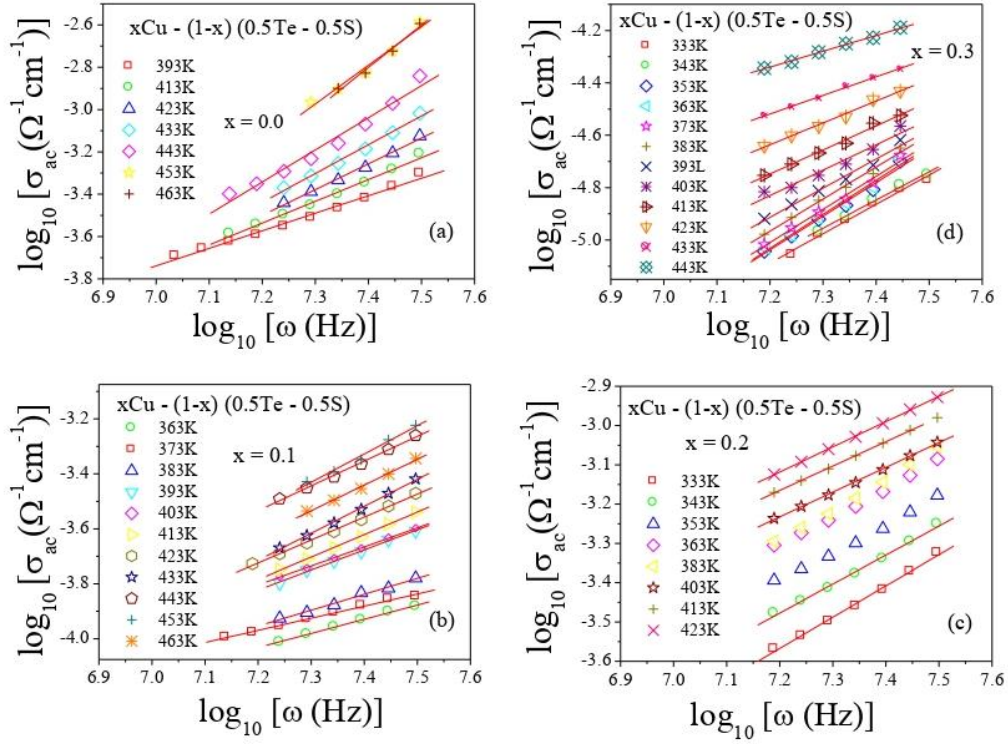 xCu - (1-x) (0.5Te - 0.5S)
x = 0.0
393K
413K
423K
433K
443K
453K
463K
(a)
-2.6
-2.8
-3.0
-3.2
-3.4
-3.6
-3.8
6.9 7.0 7.1 7.2 7.3 7.4 7.5 7.6
log10 [σac(Ω-1cm-1)]
log10 [ω (Hz)]
xCu - (1-x) (0.5Te - 0.5S)
x = 0.3
333K
343K
353K
363K
373K
383K
393L
403K
413K
423K
433K
443K
(d)
-4.2
-4.4
-4.6
-4.8
-5.0
6.9 7.0 7.1 7.2 7.3 7.4 7.5 7.6
log10 [σac(Ω-1cm-1)]
log10 [ω (Hz)]
xCu - (1-x) (0.5Te - 0.5S)
x = 0.1
363K
373K
383K
393K
403K
413K
423K
433K
443K
453K
463K
(b)
-3.2
-3.4
-3.6
-3.8
-4.0
6.9 7.0 7.1 7.2 7.3 7.4 7.5 7.6
log10 [σac(Ω-1cm-1)]
log10 [ω (Hz)]
xCu - (1-x) (0.5Te - 0.5S)
x = 0.2
333K
343K
353K
363K
383K
403K
413K
423K
(c)
-2.9
-3.0
-3.1
-3.2
-3.3
-3.4
-3.5
-3.6
6.9 7.0 7.1 7.2 7.3 7.4 7.5 7.6
log10 [σac(Ω-1cm-1)]
log10 [ω (Hz)]